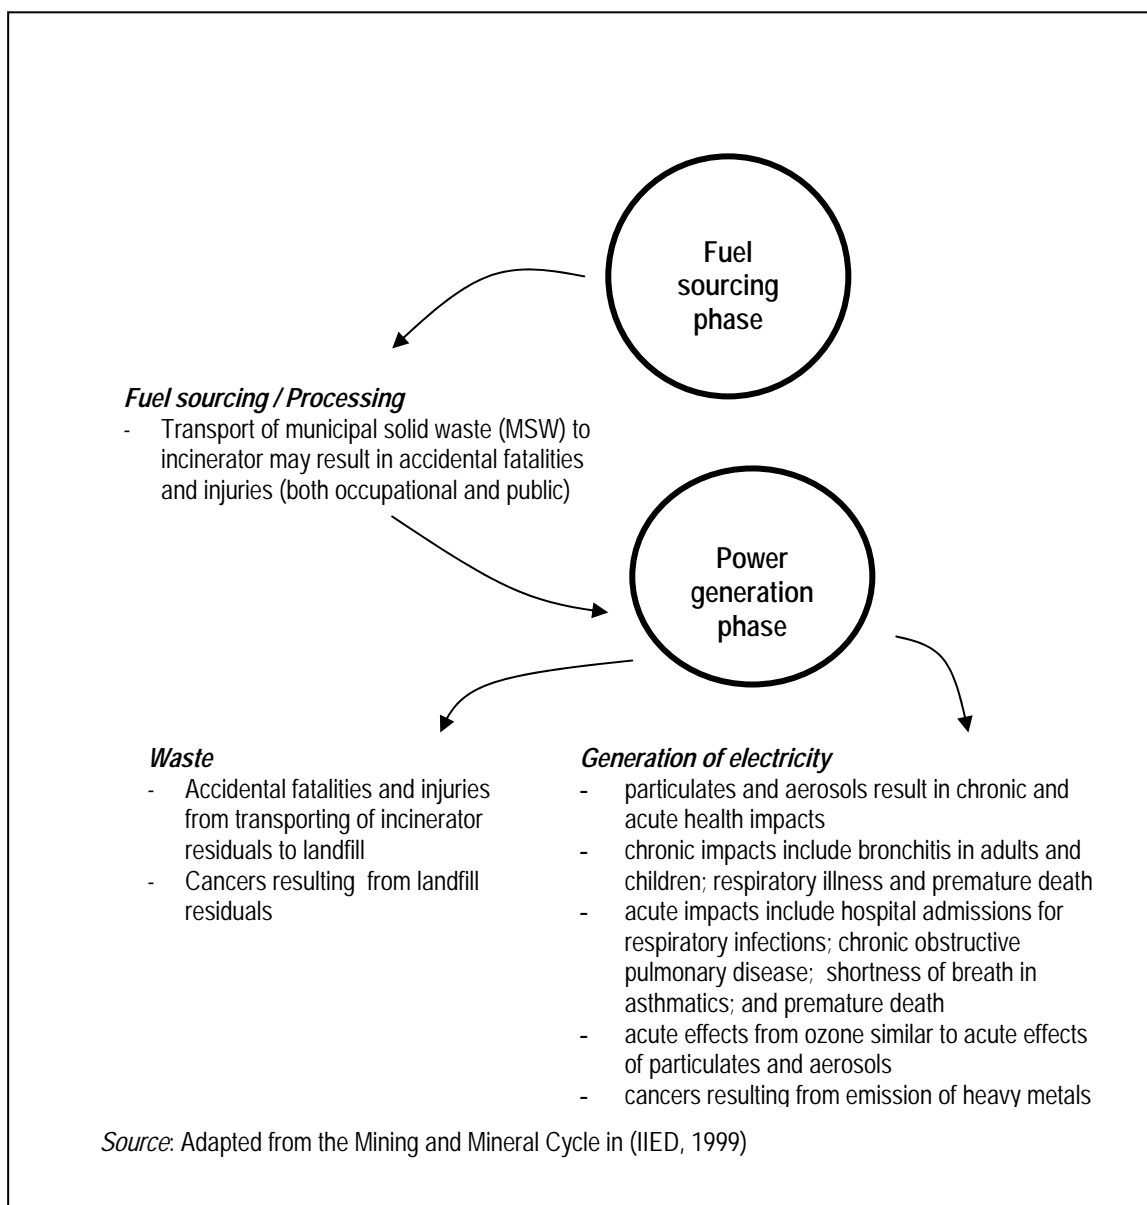 Fuel
sourcing
phase
Fuel sourcing / Processing
- Transport of municipal solid waste (MSW) to
incinerator may result in accidental fatalities
and injuries (both occupational and public)
Power
generation
phase
Waste
- Accidental fatalities and injuries
from transporting of incinerator
residuals to landfill
- Cancers resulting from landfill
residuals
Generation of electricity
- particulates and aerosols result in chronic and
acute health impacts
- chronic impacts include bronchitis in adults and
children; respiratory illness and premature death
- acute impacts include hospital admissions for
respiratory infections; chronic obstructive
pulmonary disease; shortness of breath in
asthmatics; and premature death
- acute effects from ozone similar to acute effects
of particulates and aerosols
- cancers resulting from emission of heavy metals
Source: Adapted from the Mining and Mineral Cycle in (IIED, 1999)